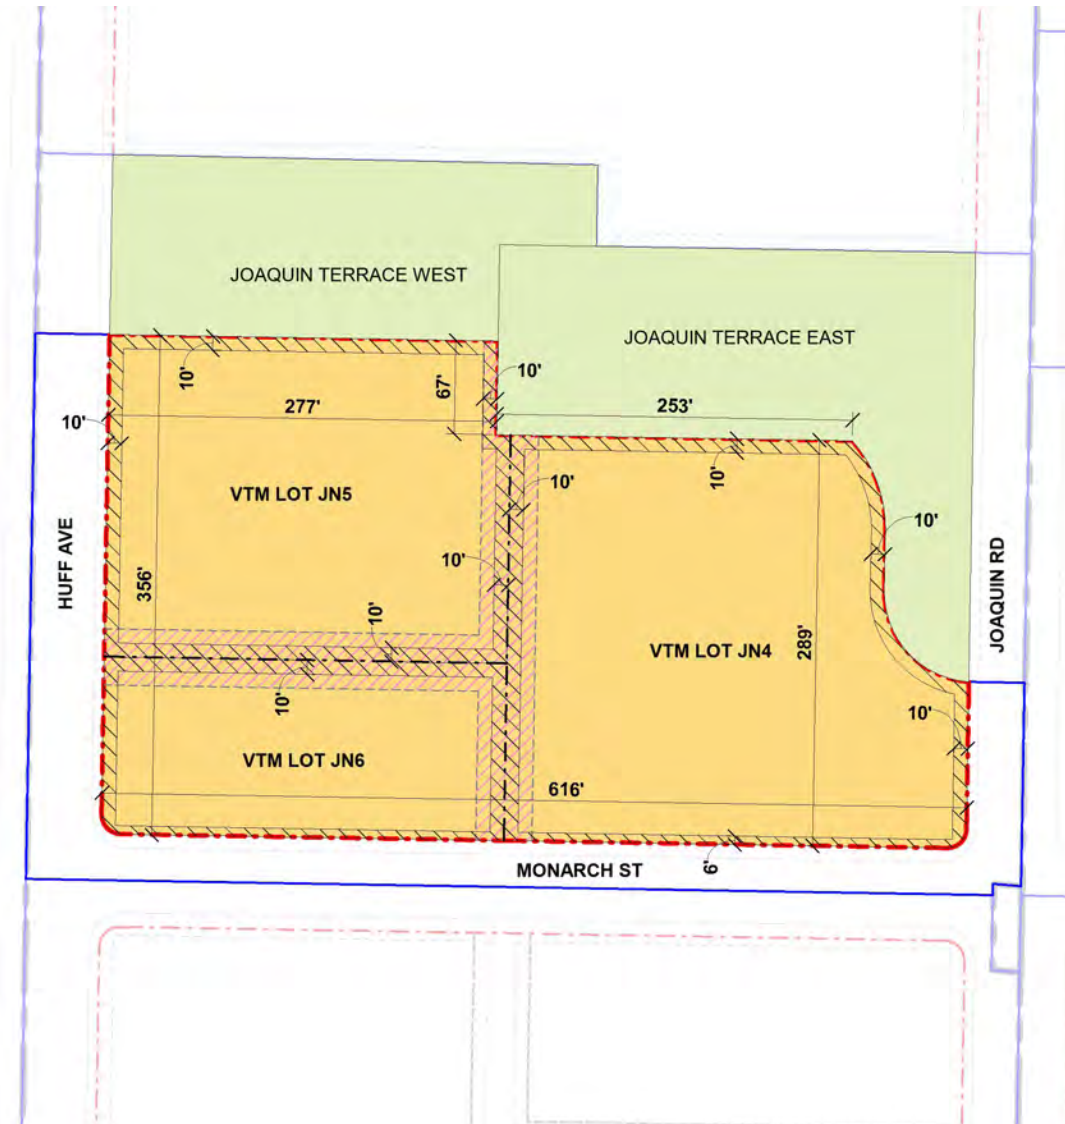 JOAQUIN TERRACE WEST
JOAQUIN TERRACE EAST
10'
67'
10'
277'
253'
10'
10'
10'
VTM LOT JN5
10'
HUFF AVE
356'
10'
10'
JOAQUIN RD
289'
VTM LOT JN4
10'
10'
VTM LOT JN6
616'
6'
MONARCH ST